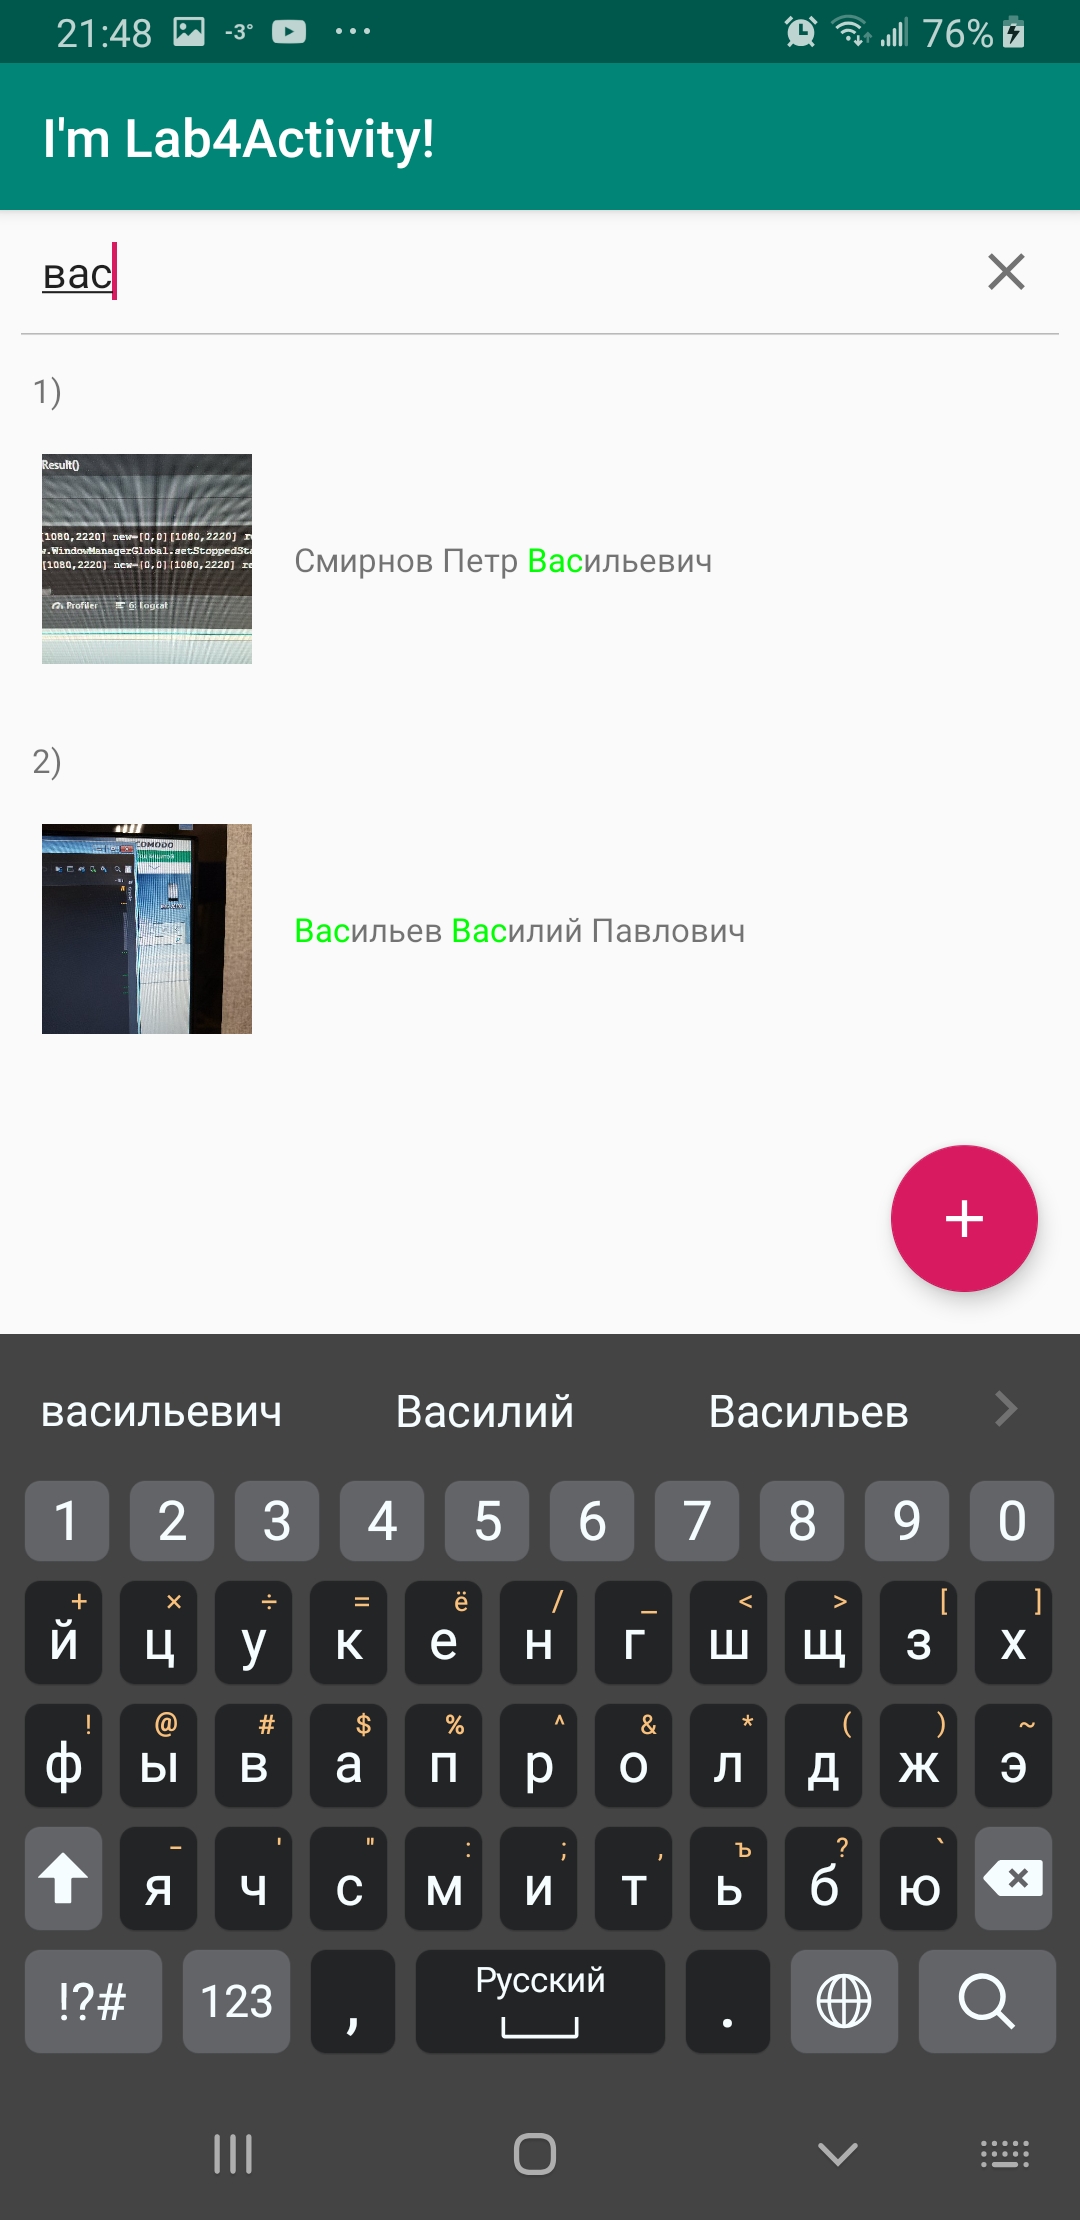 21:48 -3° 76%
I'm Lab4Activity!
вас
1)
Result()
[1080,2220] new=[0,0][1080,2220] re
v.WindowManagerGlobal.setStoppedSta
[1080,2220] new=[0,0][1080,2220] re
Profiler 6: Logcat
Смирнов Петр Васильевич
2)
COMODO
Васильев Василий Павлович
+
васильевич Василий Васильев
1 2 3 4 5 6 7 8 9 0
+ × ÷ = ё / _ < > [ ]
й ц у к е н г ш щ з х
! @ # $ % ^ & * ( ) ~
ф ы в а п р о л д ж э
- ' " : ; , ъ ? `
я ч с м и т ь б ю
!?# 123 , Русский .